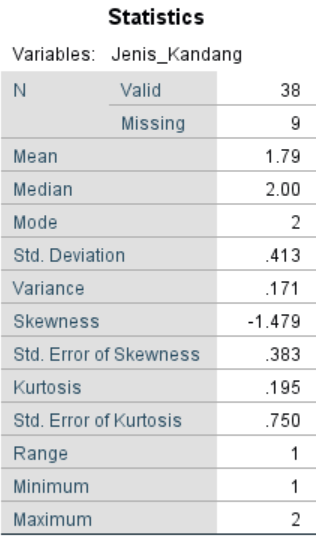 Statistics
Variables: Jenis_Kandang
N Valid 38
Missing 9
Mean 1.79
Median 2.00
Mode 2
Std. Deviation .413
Variance .171
Skewness -1.479
Std. Error of Skewness .383
Kurtosis .195
Std. Error of Kurtosis .750
Range 1
Minimum 1
Maximum 2